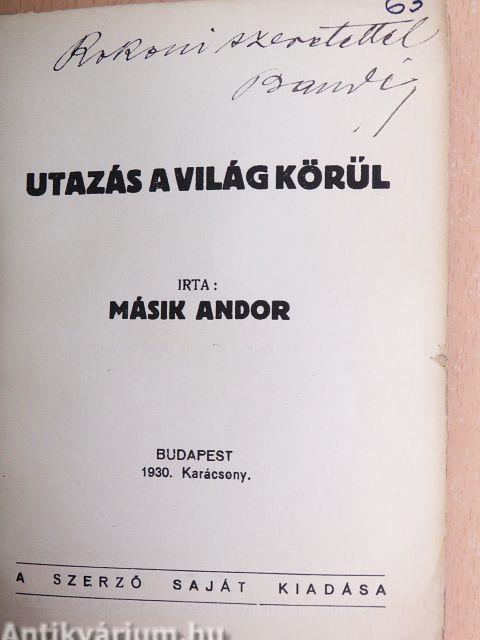 63
Rokoni szeretettel
Bandi
UTAZÁS A VILÁG KÖRÜL
IRTA:
MÁSIK ANDOR
BUDAPEST
1930. Karácsony.
A SZERZŐ SAJÁT KIADÁSA
Antikvárium.hu